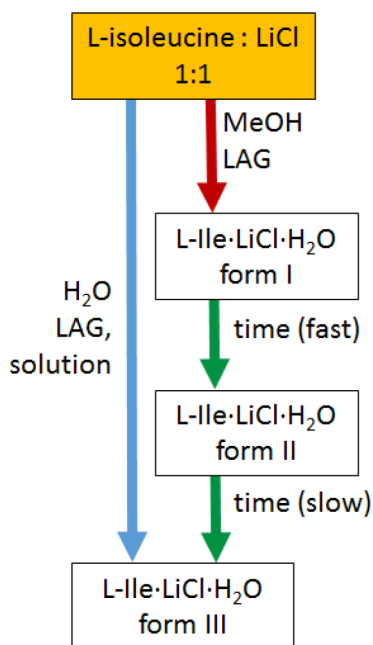 L-isoleucine : LiCl
1:1
MeOH
LAG
L-Ile·LiCl·H₂O
form I
H₂O
LAG,
solution
time (fast)
L-Ile·LiCl·H₂O
form II
time (slow)
L-Ile·LiCl·H₂O
form III